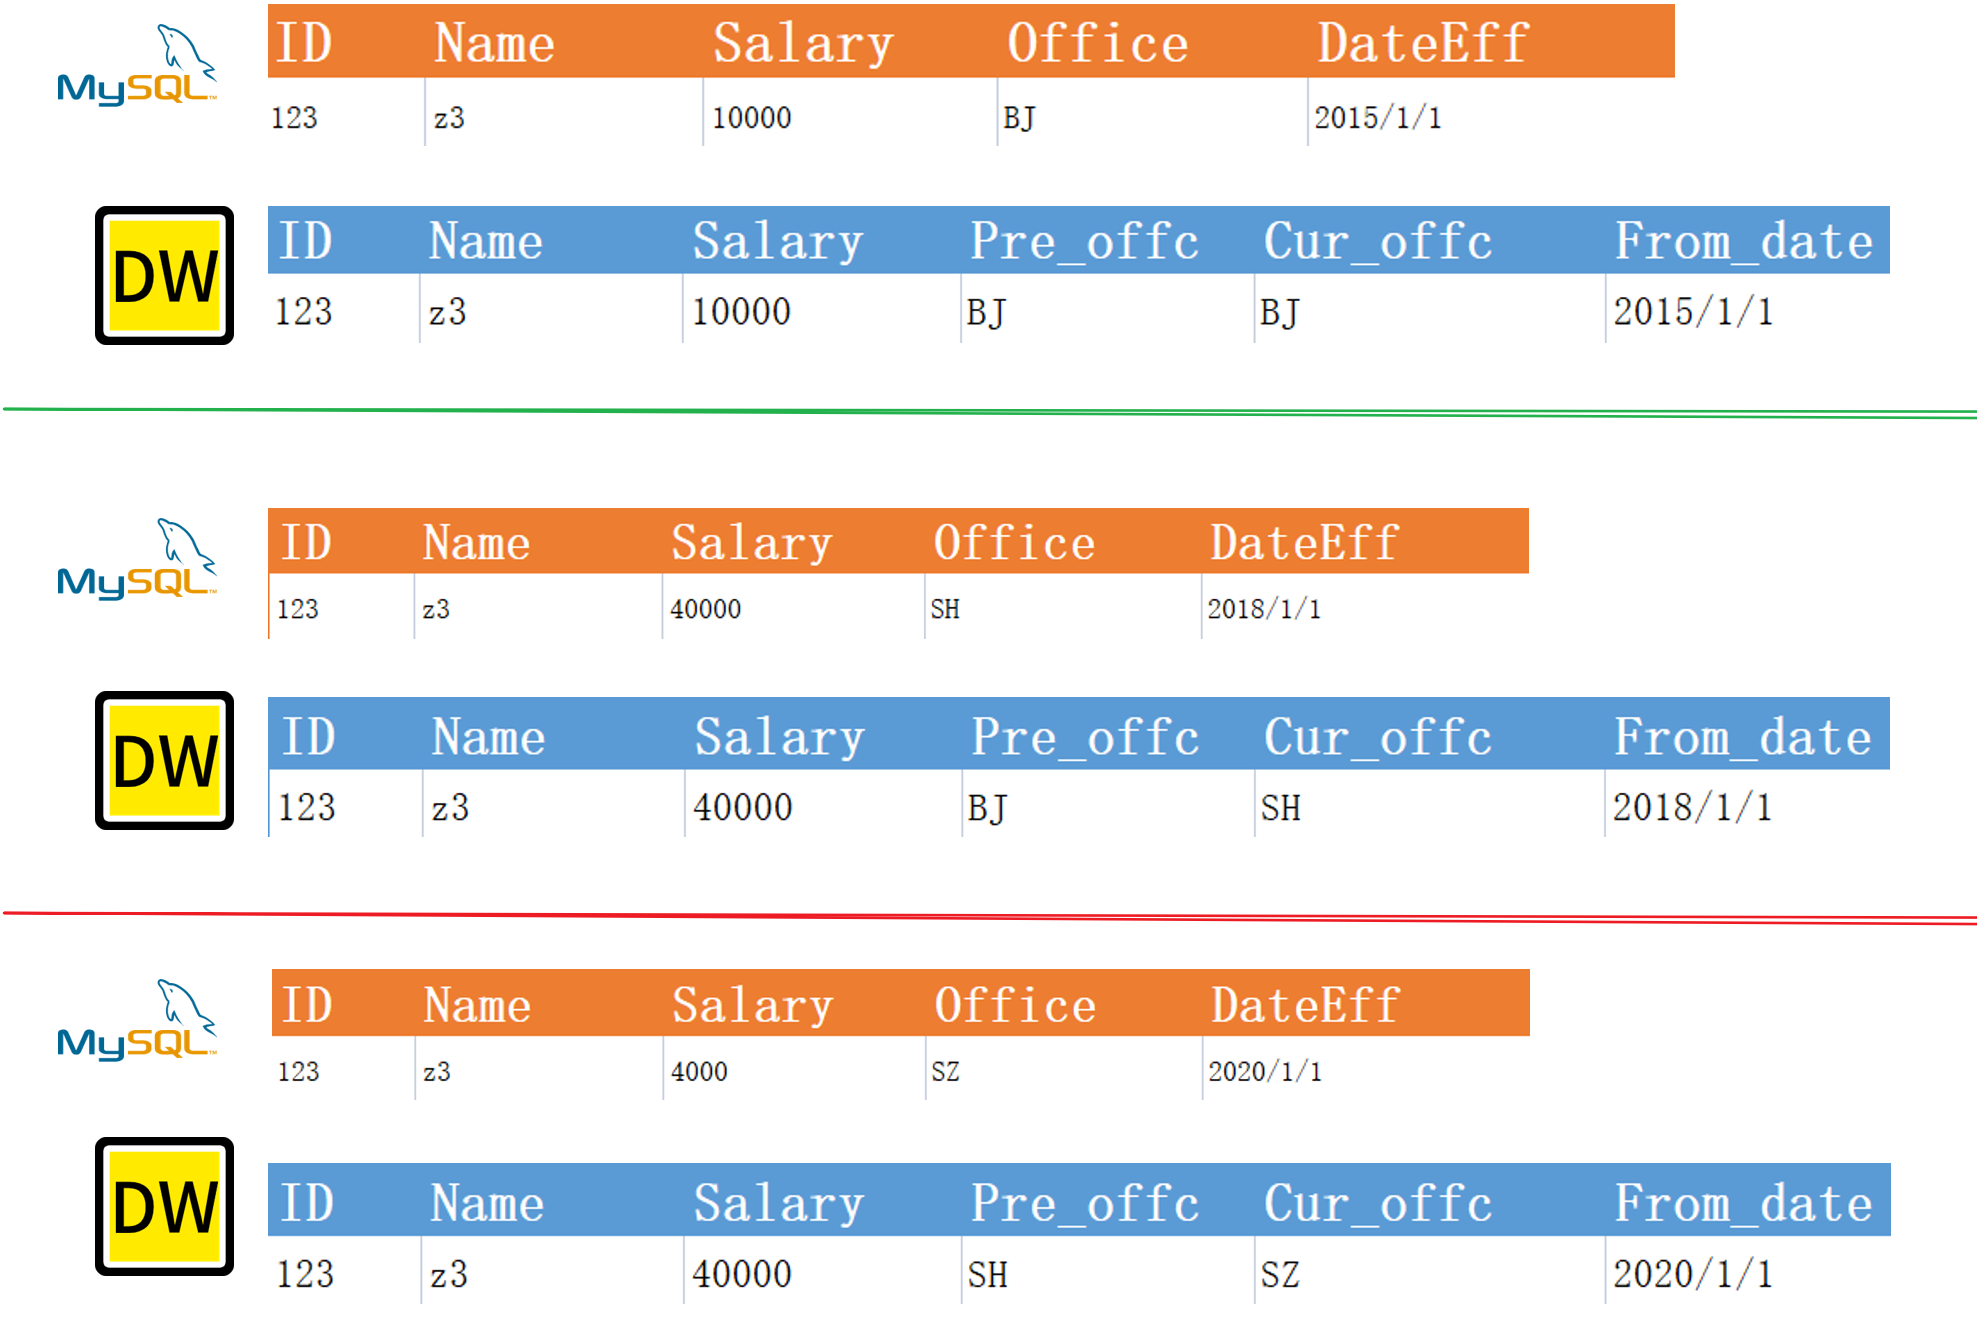 MySQL™
ID Name Salary Office DateEff
123 z3 10000 BJ 2015/1/1
DW
ID Name Salary Pre_offc Cur_offc From_date
123 z3 10000 BJ BJ 2015/1/1
MySQL™
ID Name Salary Office DateEff
123 z3 40000 SH 2018/1/1
DW
ID Name Salary Pre_offc Cur_offc From_date
123 z3 40000 BJ SH 2018/1/1
MySQL™
ID Name Salary Office DateEff
123 z3 4000 SZ 2020/1/1
DW
ID Name Salary Pre_offc Cur_offc From_date
123 z3 40000 SH SZ 2020/1/1